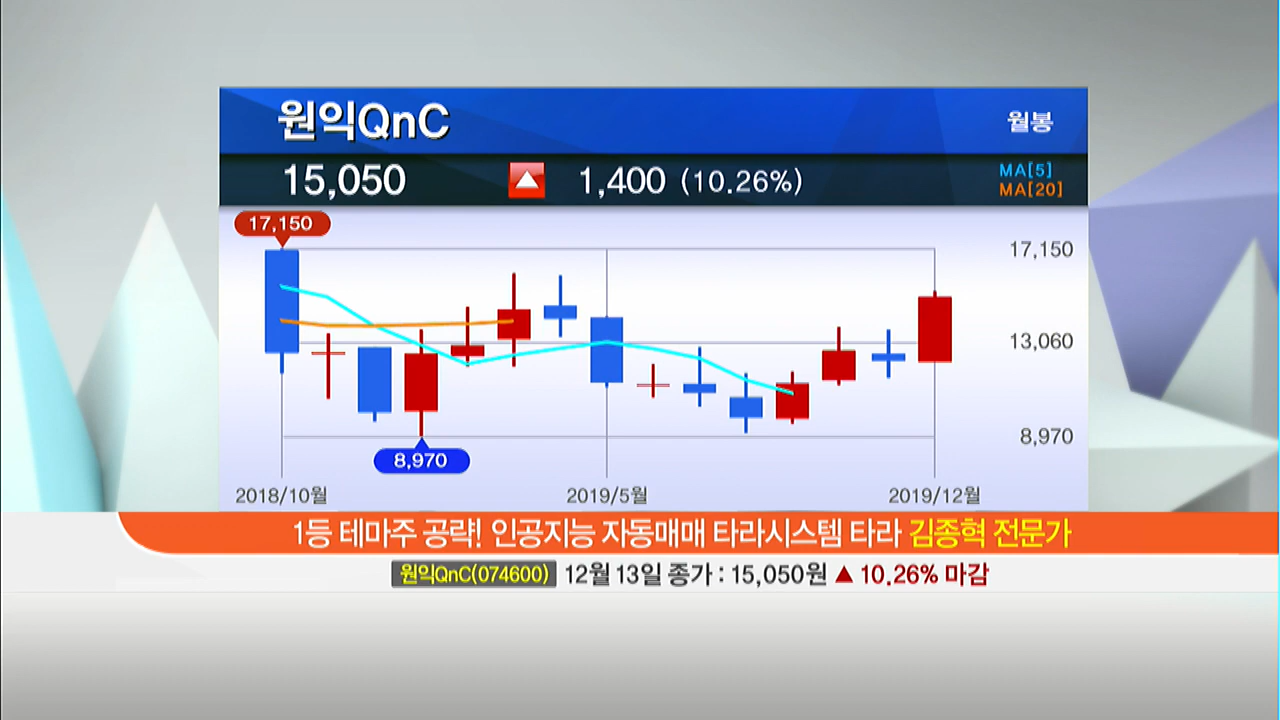 원익QnC
월봉
15,050 ▲ 1,400 (10.26%)
MA[5]
MA[20]
17,150
17,150
13,060
8,970
8,970
2018/10월 2019/5월 2019/12월
1등 테마주 공략! 인공지능 자동매매 타라시스템 타라 김종혁 전문가
원익QnC(074600) 12월 13일 종가 : 15,050원 ▲ 10.26% 마감